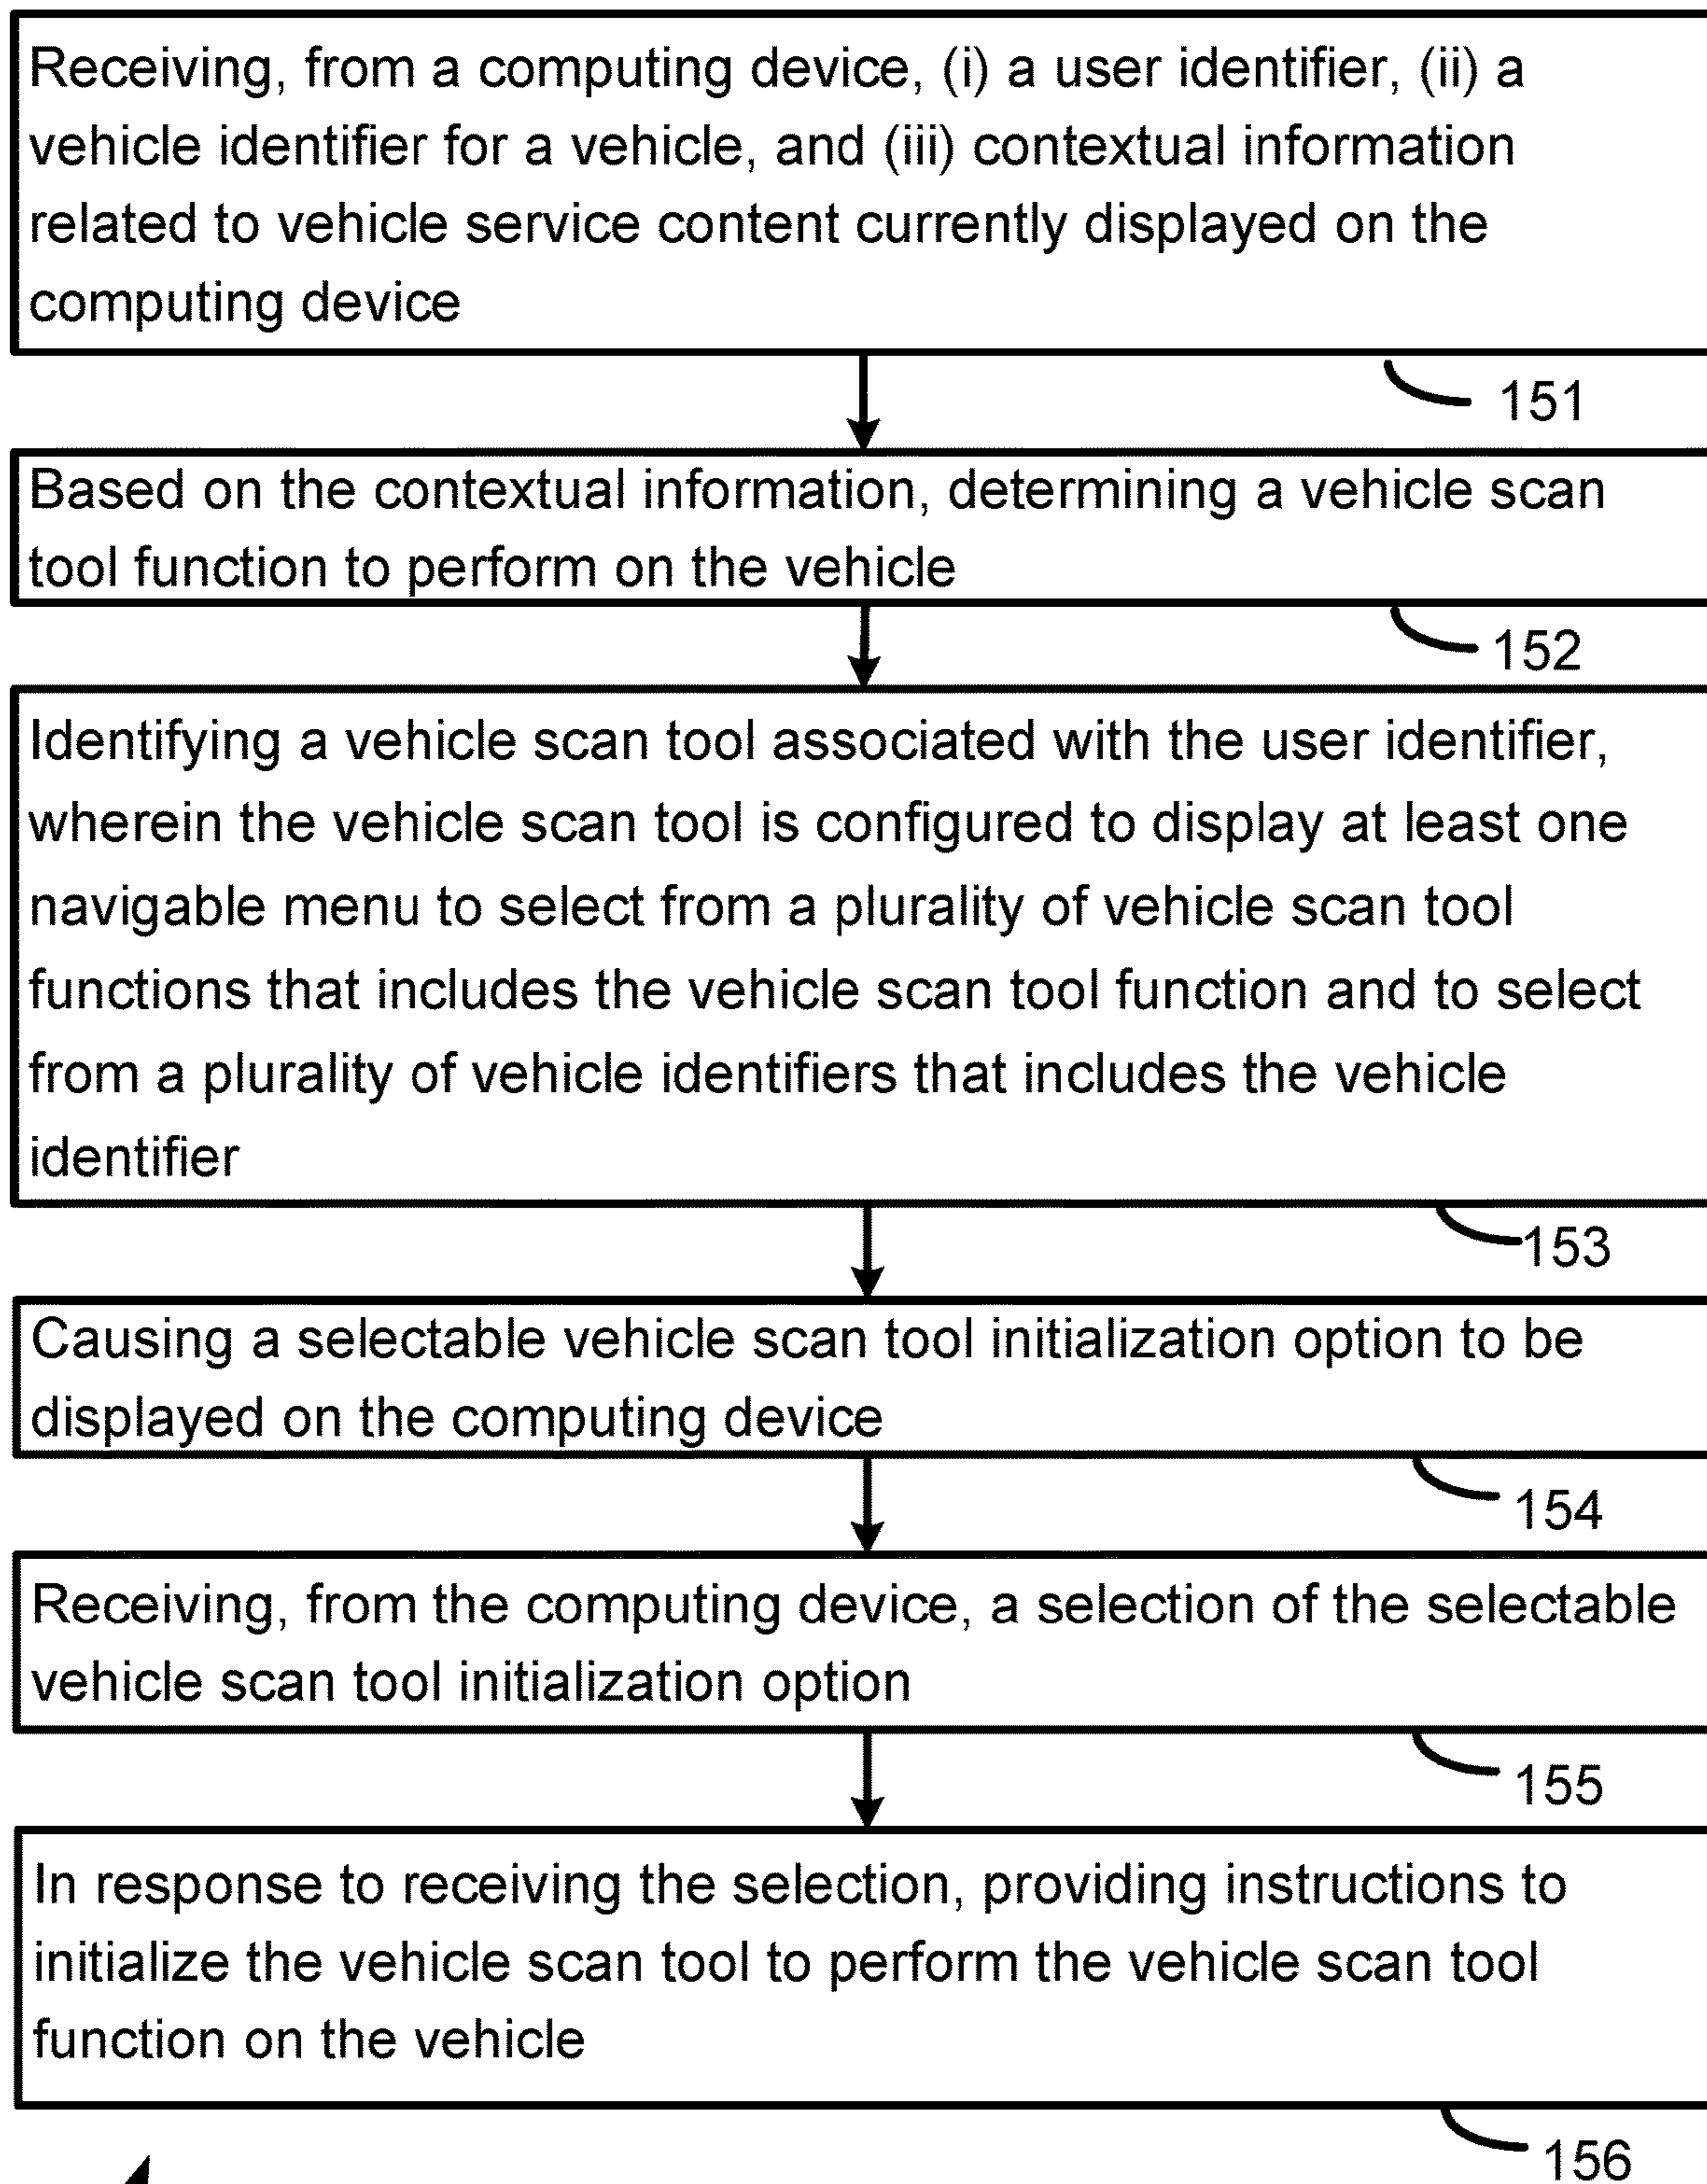 Receiving, from a computing device, (i) a user identifier, (ii) a
vehicle identifier for a vehicle, and (iii) contextual information
related to vehicle service content currently displayed on the
computing device
151
Based on the contextual information, determining a vehicle scan
tool function to perform on the vehicle
152
Identifying a vehicle scan tool associated with the user identifier,
wherein the vehicle scan tool is configured to display at least one
navigable menu to select from a plurality of vehicle scan tool
functions that includes the vehicle scan tool function and to select
from a plurality of vehicle identifiers that includes the vehicle
identifier
153
Causing a selectable vehicle scan tool initialization option to be
displayed on the computing device
154
Receiving, from the computing device, a selection of the selectable
vehicle scan tool initialization option
155
In response to receiving the selection, providing instructions to
initialize the vehicle scan tool to perform the vehicle scan tool
function on the vehicle
156